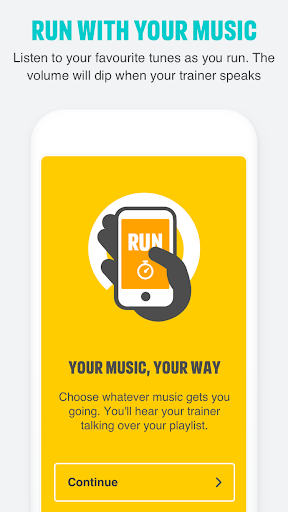 RUN WITH YOUR MUSIC
Listen to your favourite tunes as you run. The
volume will dip when your trainer speaks
RUN
YOUR MUSIC, YOUR WAY
Choose whatever music gets you
going. You'll hear your trainer
talking over your playlist.
Continue